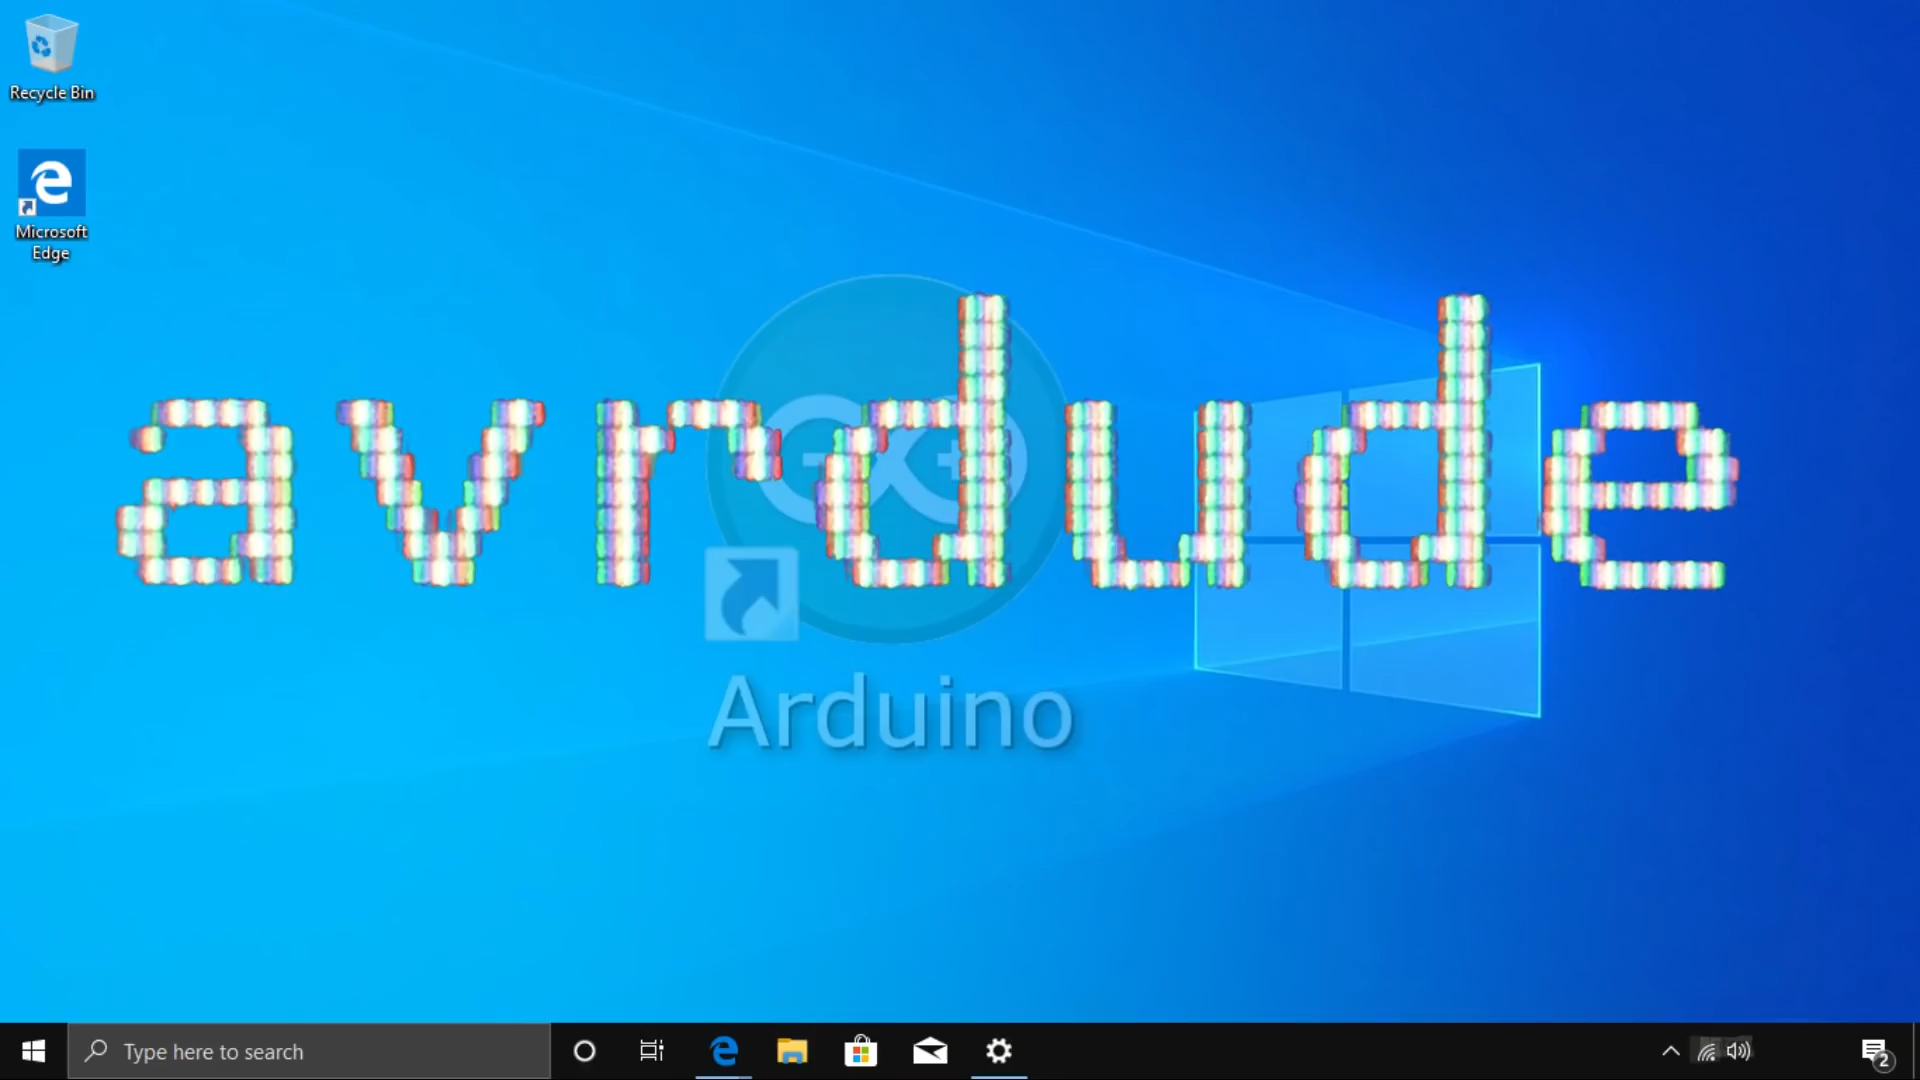 Recycle Bin
Microsoft
Edge
avrdude
Arduino
Type here to search
2